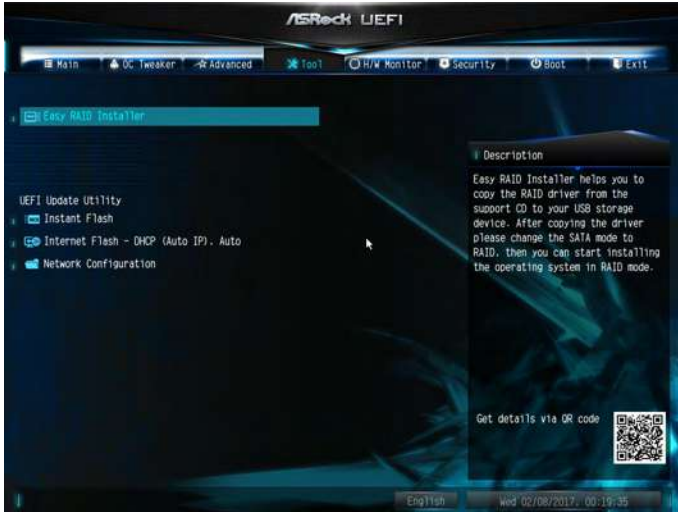 ASRock UEFI
Main OC Tweaker Advanced Tool H/W Monitor Security Boot Exit
Easy RAID Installer
UEFI Update Utility
Instant Flash
Internet Flash - DHCP (Auto IP), Auto
Network Configuration
Description
Easy RAID Installer helps you to
copy the RAID driver from the
support CD to your USB storage
device. After copying the driver
please change the SATA mode to
RAID, then you can start installing
the operating system in RAID mode.
Get details via QR code
English
Wed 02/08/2017, 00:19:35